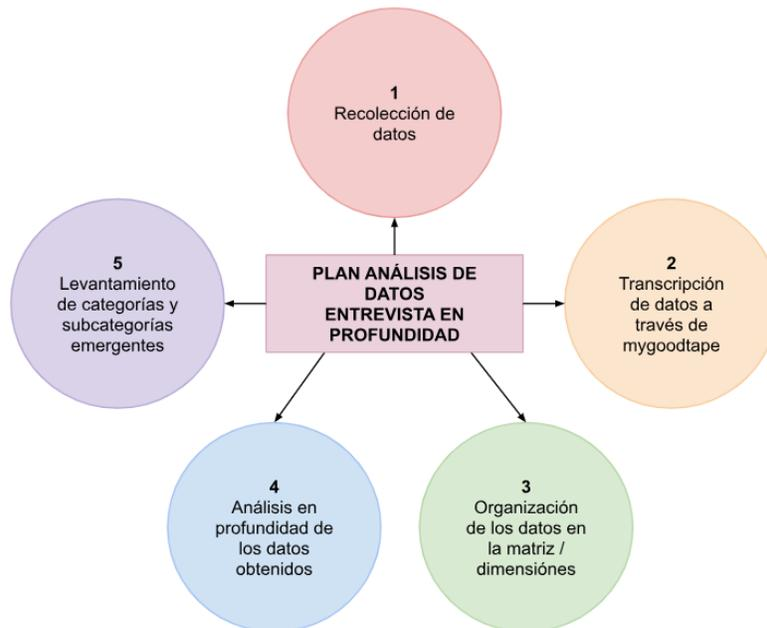 1
Recolección de
datos
PLAN ANÁLISIS DE
DATOS
ENTREVISTA EN
PROFUNDIDAD
2
Transcripción
de datos a
través de
mygoodtape
3
Organización
de los datos en
la matriz /
dimensiónes
4
Análisis en
profundidad de
los datos
obtenidos
5
Levantamiento
de categorías y
subcategorías
emergentes